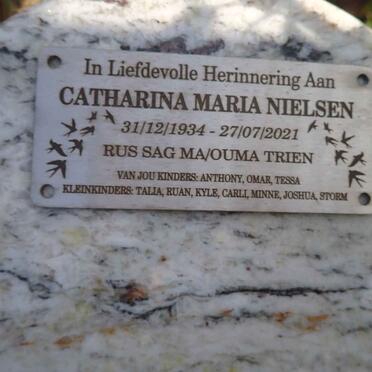 In Liefdevolle Herinnering Aan
CATHARINA MARIA NIELSEN
31/12/1934 - 27/07/2021
RUS SAG MA/OUMA TRIEN
VAN JOU KINDERS: ANTHONY, OMAR, TESSA
KLEINKINDERS: TALIA, RUAN, KYLE, CARLI, MINNE, JOSHUA, STORM